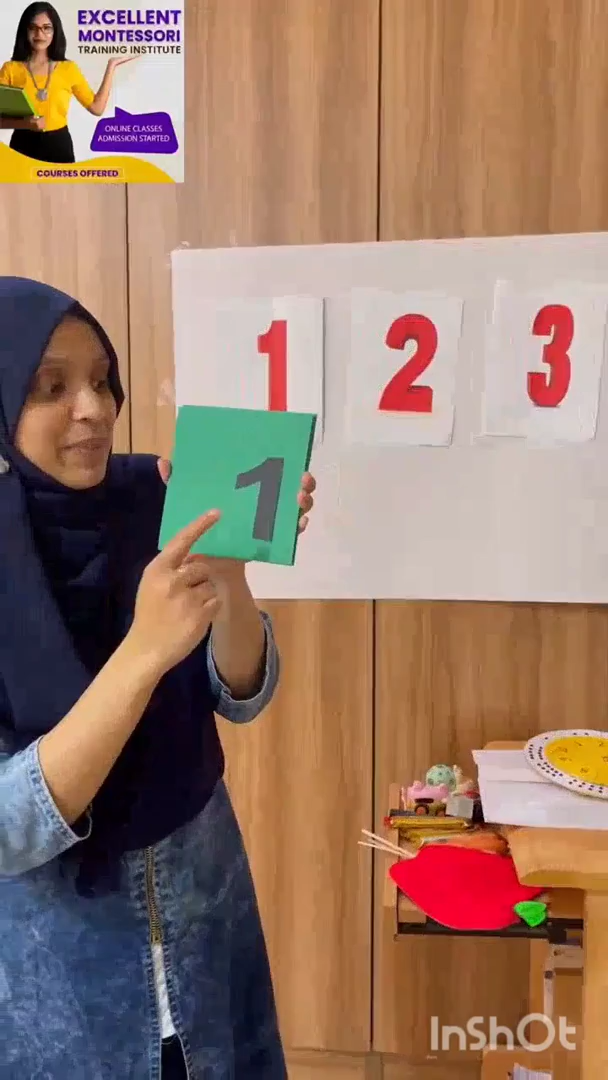 EXCELLENT
MONTESSORI
TRAINING INSTITUTE
ONLINE CLASSES
ADMISSION STARTED
COURSES OFFERED
1 2 3
1
InShOt